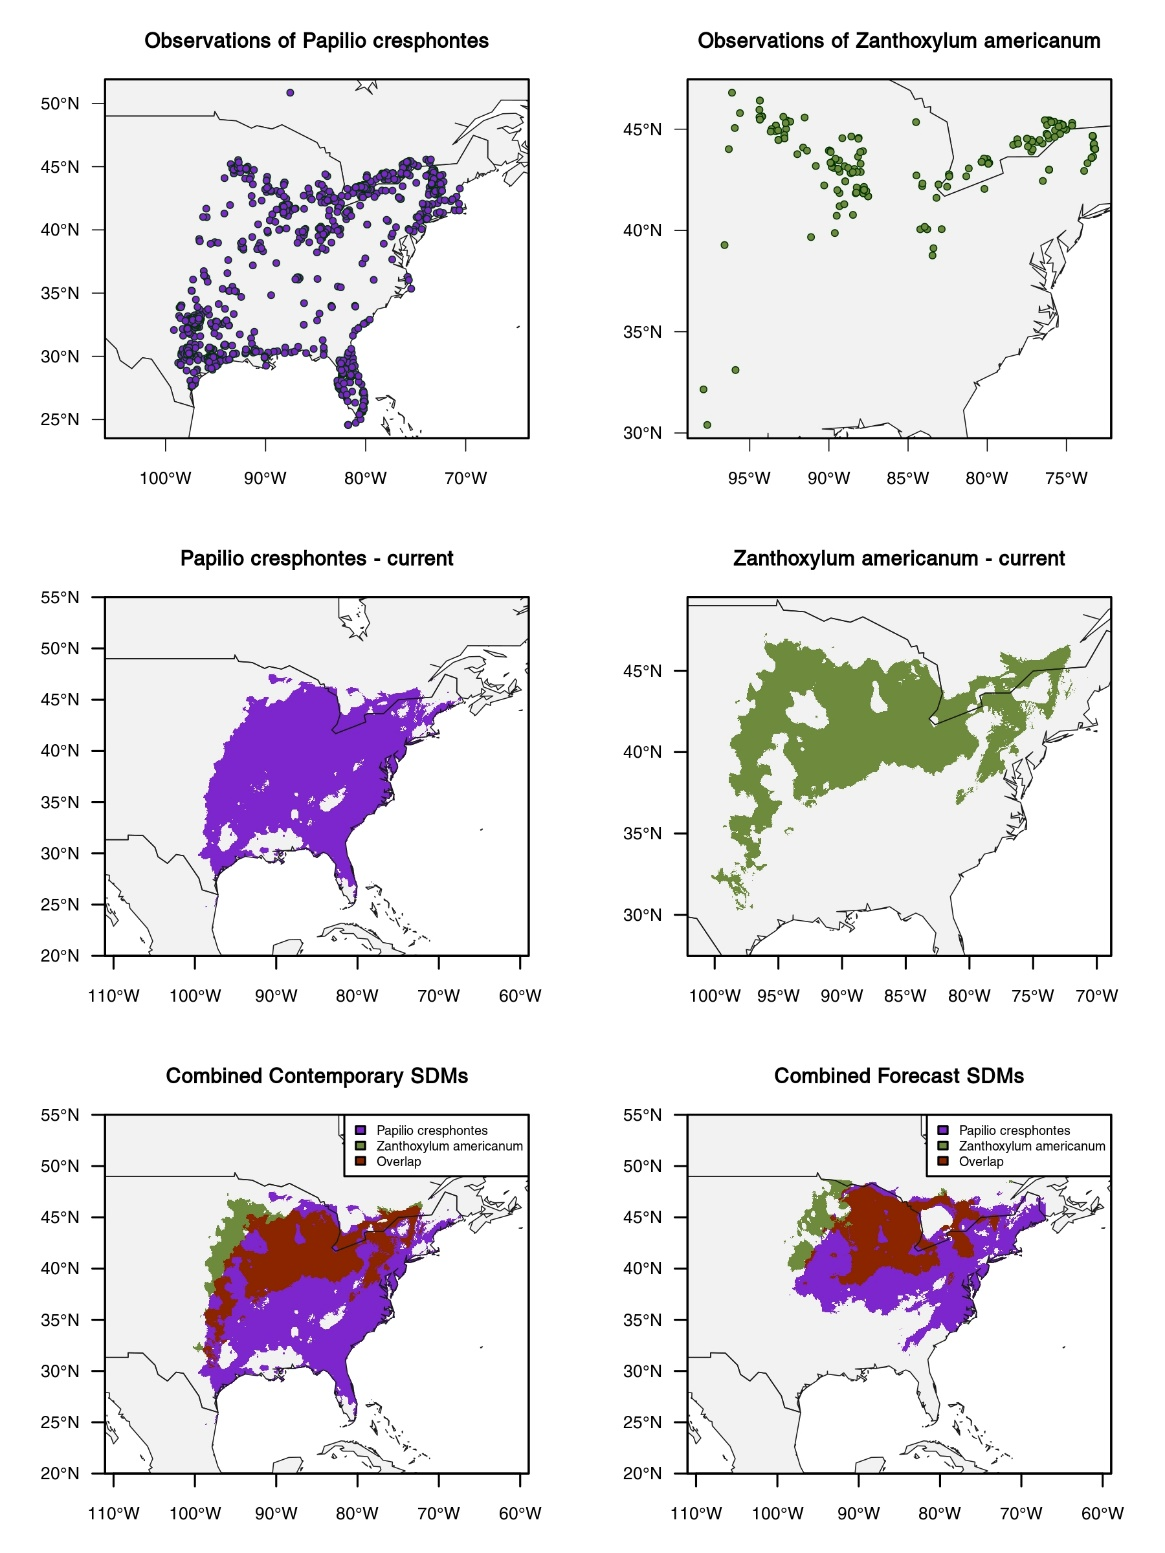 Observations of Papilio cresphontes
50°N
45°N
40°N
35°N
30°N
25°N
100°W 90°W 80°W 70°W
Observations of Zanthoxylum americanum
45°N
40°N
35°N
30°N
95°W 90°W 85°W 80°W 75°W
Papilio cresphontes - current
55°N
50°N
45°N
40°N
35°N
30°N
25°N
20°N
110°W 100°W 90°W 80°W 70°W 60°W
Zanthoxylum americanum - current
45°N
40°N
35°N
30°N
100°W 95°W 90°W 85°W 80°W 75°W 70°W
Combined Contemporary SDMs
55°N
50°N
45°N
40°N
35°N
30°N
25°N
20°N
Papilio cresphontes
Zanthoxylum americanum
Overlap
110°W 100°W 90°W 80°W 70°W 60°W
Combined Forecast SDMs
55°N
50°N
45°N
40°N
35°N
30°N
25°N
20°N
Papilio cresphontes
Zanthoxylum americanum
Overlap
110°W 100°W 90°W 80°W 70°W 60°W